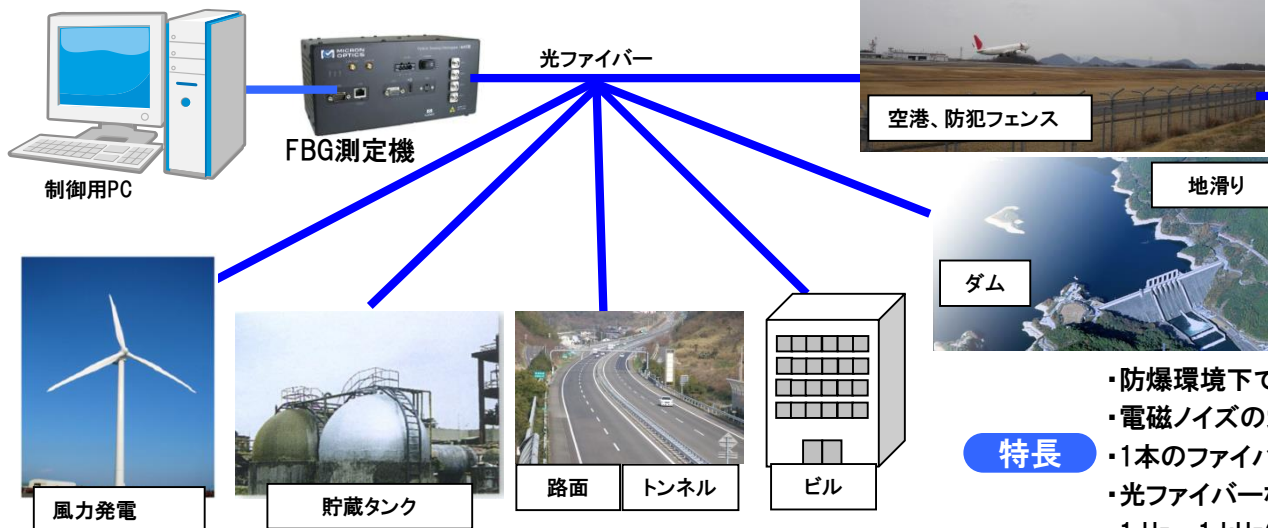 MICRON
OPTICS
光ファイバー
空港、防犯フェンス
FBG測定機
制御用PC
地滑り
ダム
・防爆環境下で
・電磁ノイズの
特長
・1本のファイバ
・光ファイバーな
風力発電
貯蔵タンク
路面
トンネル
ビル